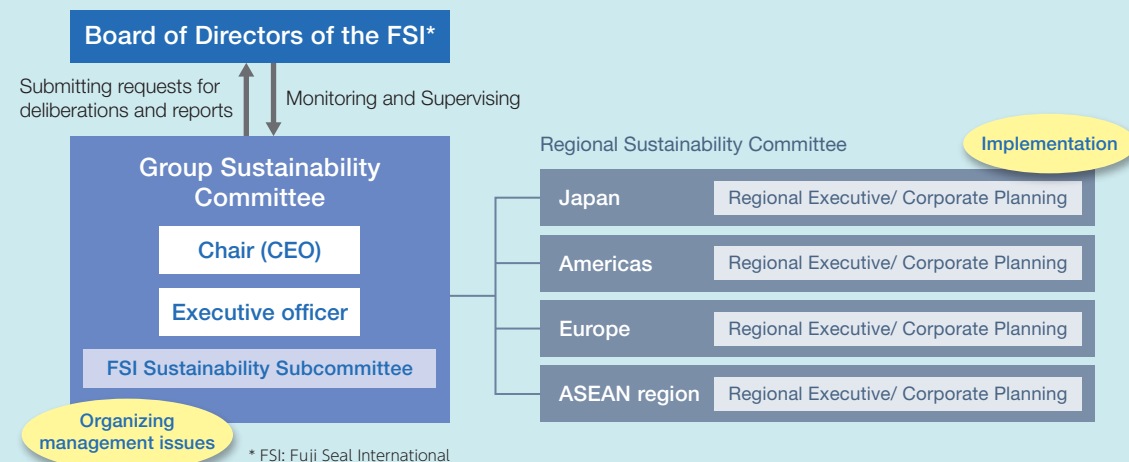 Board of Directors of the FSI*
Submitting requests for
deliberations and reports
Monitoring and Supervising
Group Sustainability
Committee
Chair (CEO)
Executive officer
FSI Sustainability Subcommittee
Organizing
management issues
* FSI: Fuji Seal International
Regional Sustainability Committee
Implementation
Japan Regional Executive/ Corporate Planning
Americas Regional Executive/ Corporate Planning
Europe Regional Executive/ Corporate Planning
ASEAN region Regional Executive/ Corporate Planning